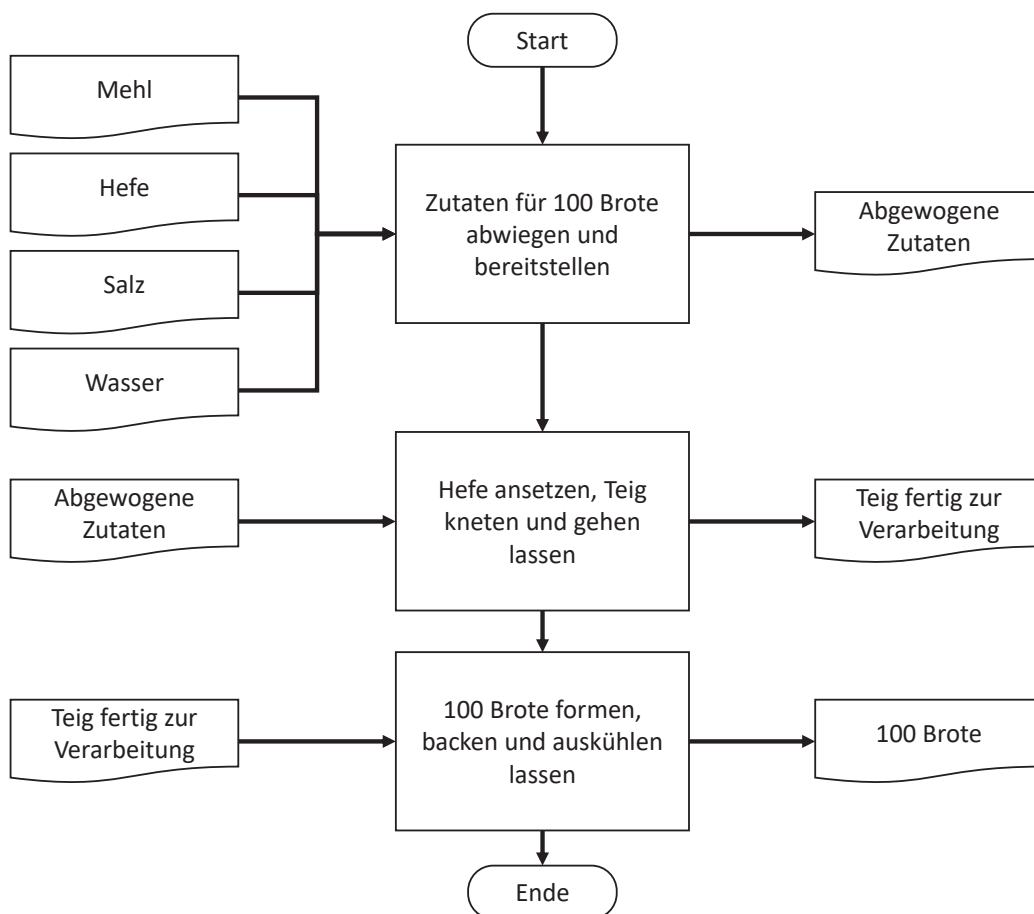 Start
Mehl
Hefe
Salz
Wasser
Zutaten für 100 Brote
abwiegen und
bereitstellen
Abgewogene
Zutaten
Abgewogene
Zutaten
Hefe ansetzen, Teig
kneten und gehen
lassen
Teig fertig zur
Verarbeitung
Teig fertig zur
Verarbeitung
100 Brote formen,
backen und auskühlen
lassen
100 Brote
Ende